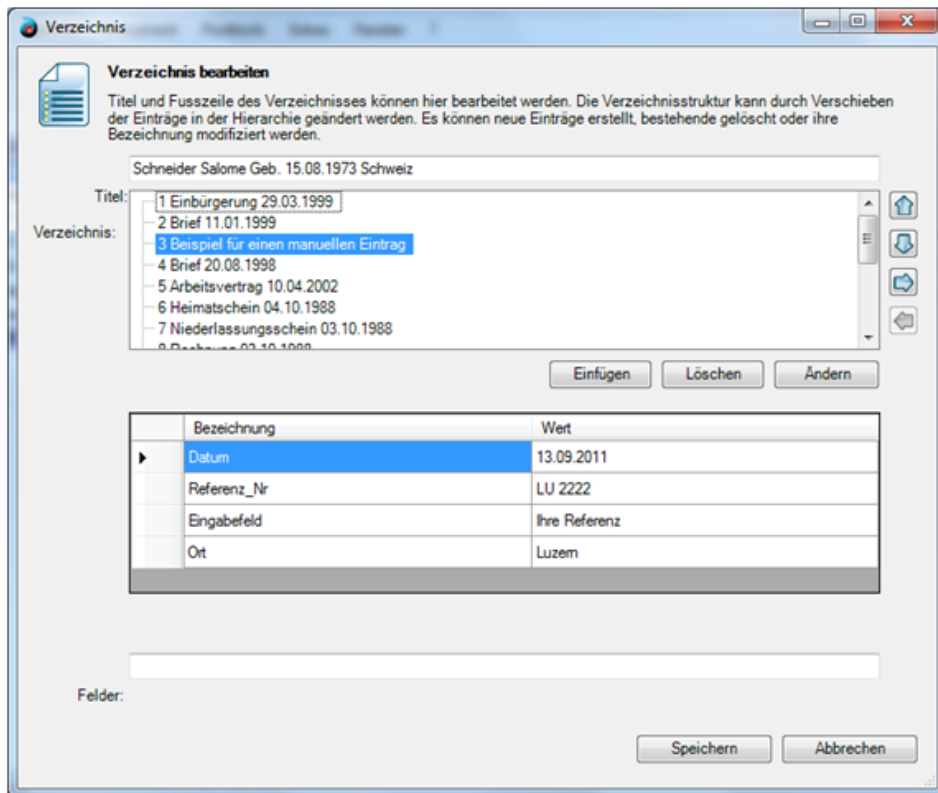 Verzeichnis
Verzeichnis bearbeiten
Titel und Fusszeile des Verzeichnisses können hier bearbeitet werden. Die Verzeichnisstruktur kann durch Verschieben
der Einträge in der Hierarchie geändert werden. Es können neue Einträge erstellt, bestehende gelöscht oder ihre
Bezeichnung modifiziert werden.
Schneider Salome Geb. 15.08.1973 Schweiz
Titel:
Verzeichnis:
1 Einbürgerung 29.03.1999
2 Brief 11.01.1999
3 Beispiel für einen manuellen Eintrag
4 Brief 20.08.1998
5 Arbeitsvertrag 10.04.2002
6 Heimatschein 04.10.1988
7 Niederlassungsschein 03.10.1988
8 Rechnung 03.10.1988
Einfügen Löschen Ändern
Bezeichnung Wert
Datum 13.09.2011
Referenz_Nr LU 2222
Eingabefeld Ihre Referenz
Ort Luzern
Felder:
Speichern Abbrechen